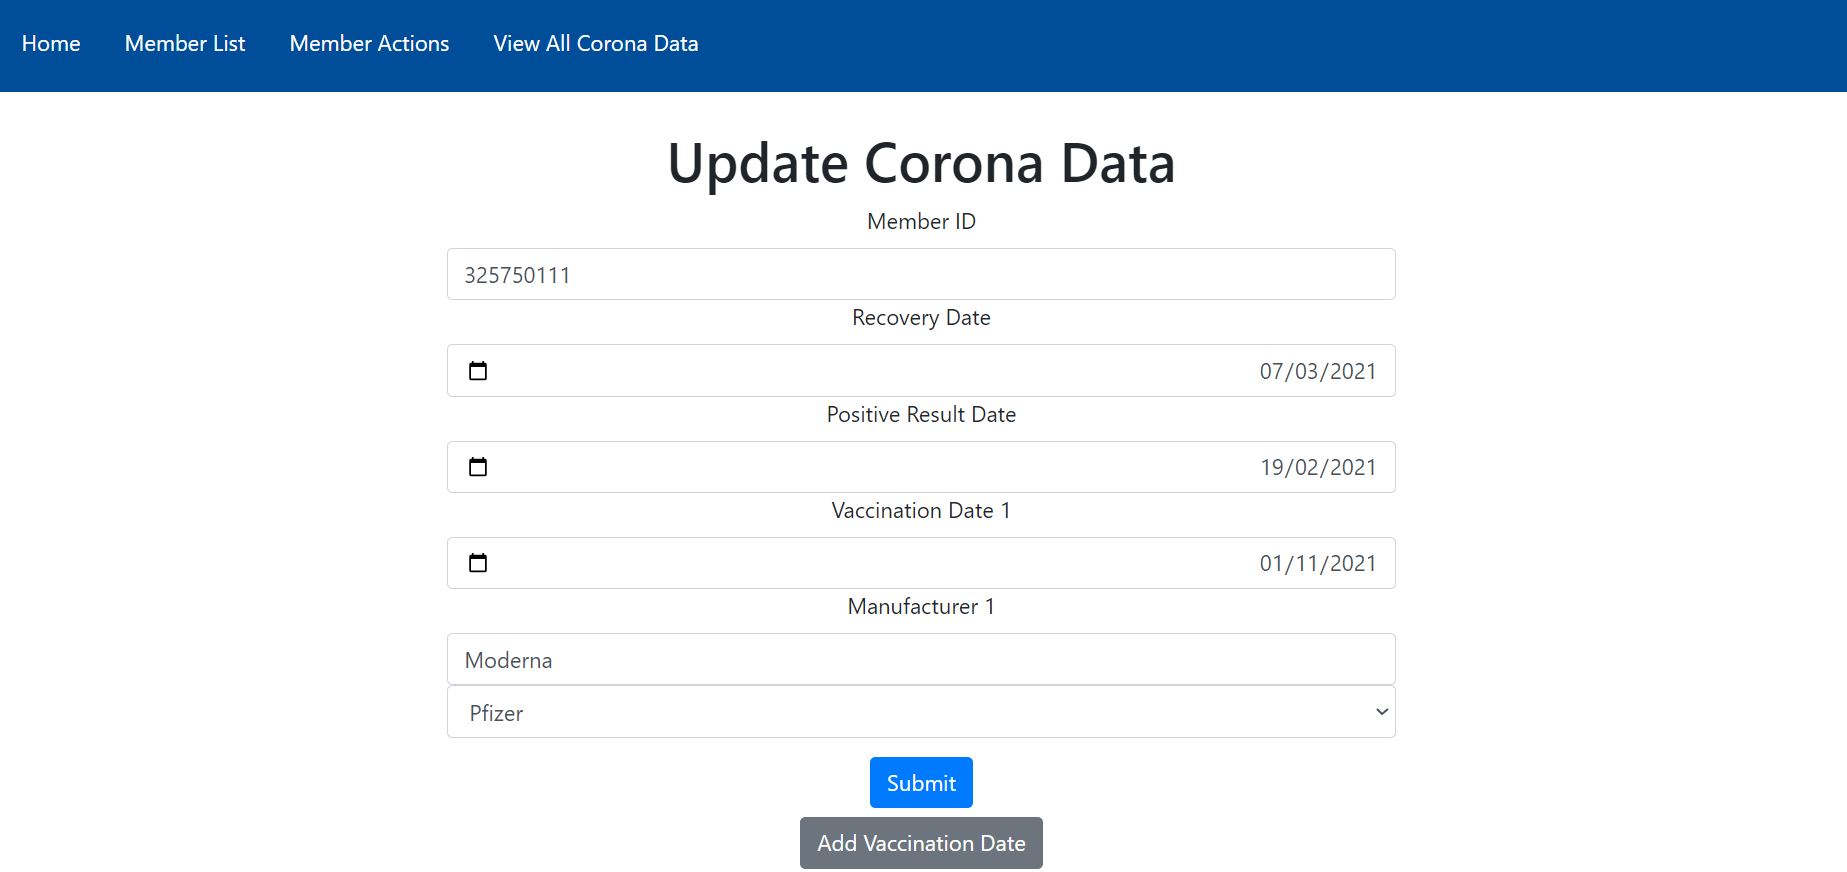 Home Member List Member Actions View All Corona Data
Update Corona Data
Member ID
325750111
Recovery Date
07/03/2021
Positive Result Date
19/02/2021
Vaccination Date 1
01/11/2021
Manufacturer 1
Moderna
Pfizer
Submit
Add Vaccination Date